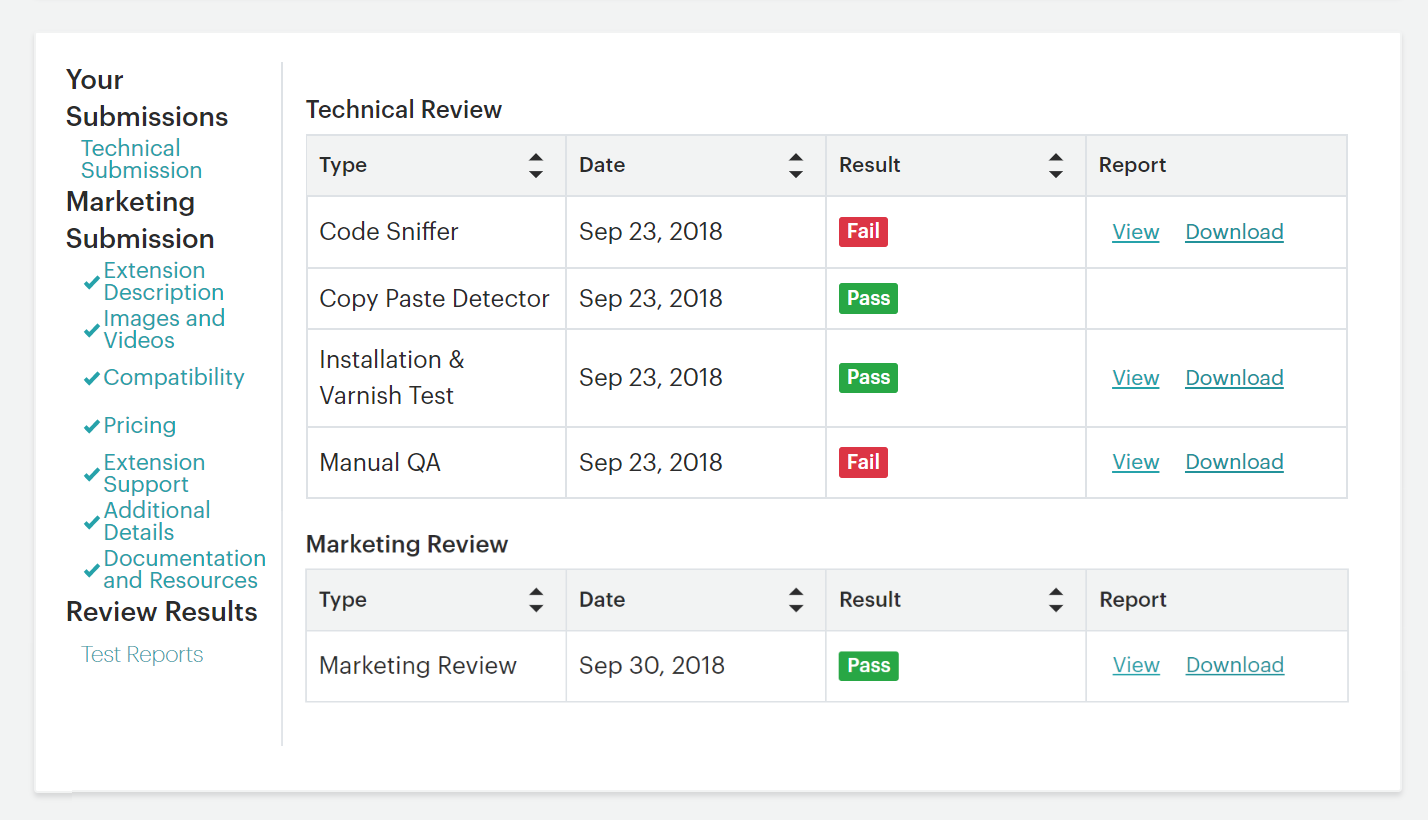 Your
Submissions
Technical
Submission
Marketing
Submission
Extension
Description
Images and
Videos
Compatibility
Pricing
Extension
Support
Additional
Details
Documentation
and Resources
Review Results
Test Reports
Technical Review
Type Date Result Report
Code Sniffer Sep 23, 2018 Fail View Download
Copy Paste Detector Sep 23, 2018 Pass
Installation &
Varnish Test Sep 23, 2018 Pass View Download
Manual QA Sep 23, 2018 Fail View Download
Marketing Review
Type Date Result Report
Marketing Review Sep 30, 2018 Pass View Download